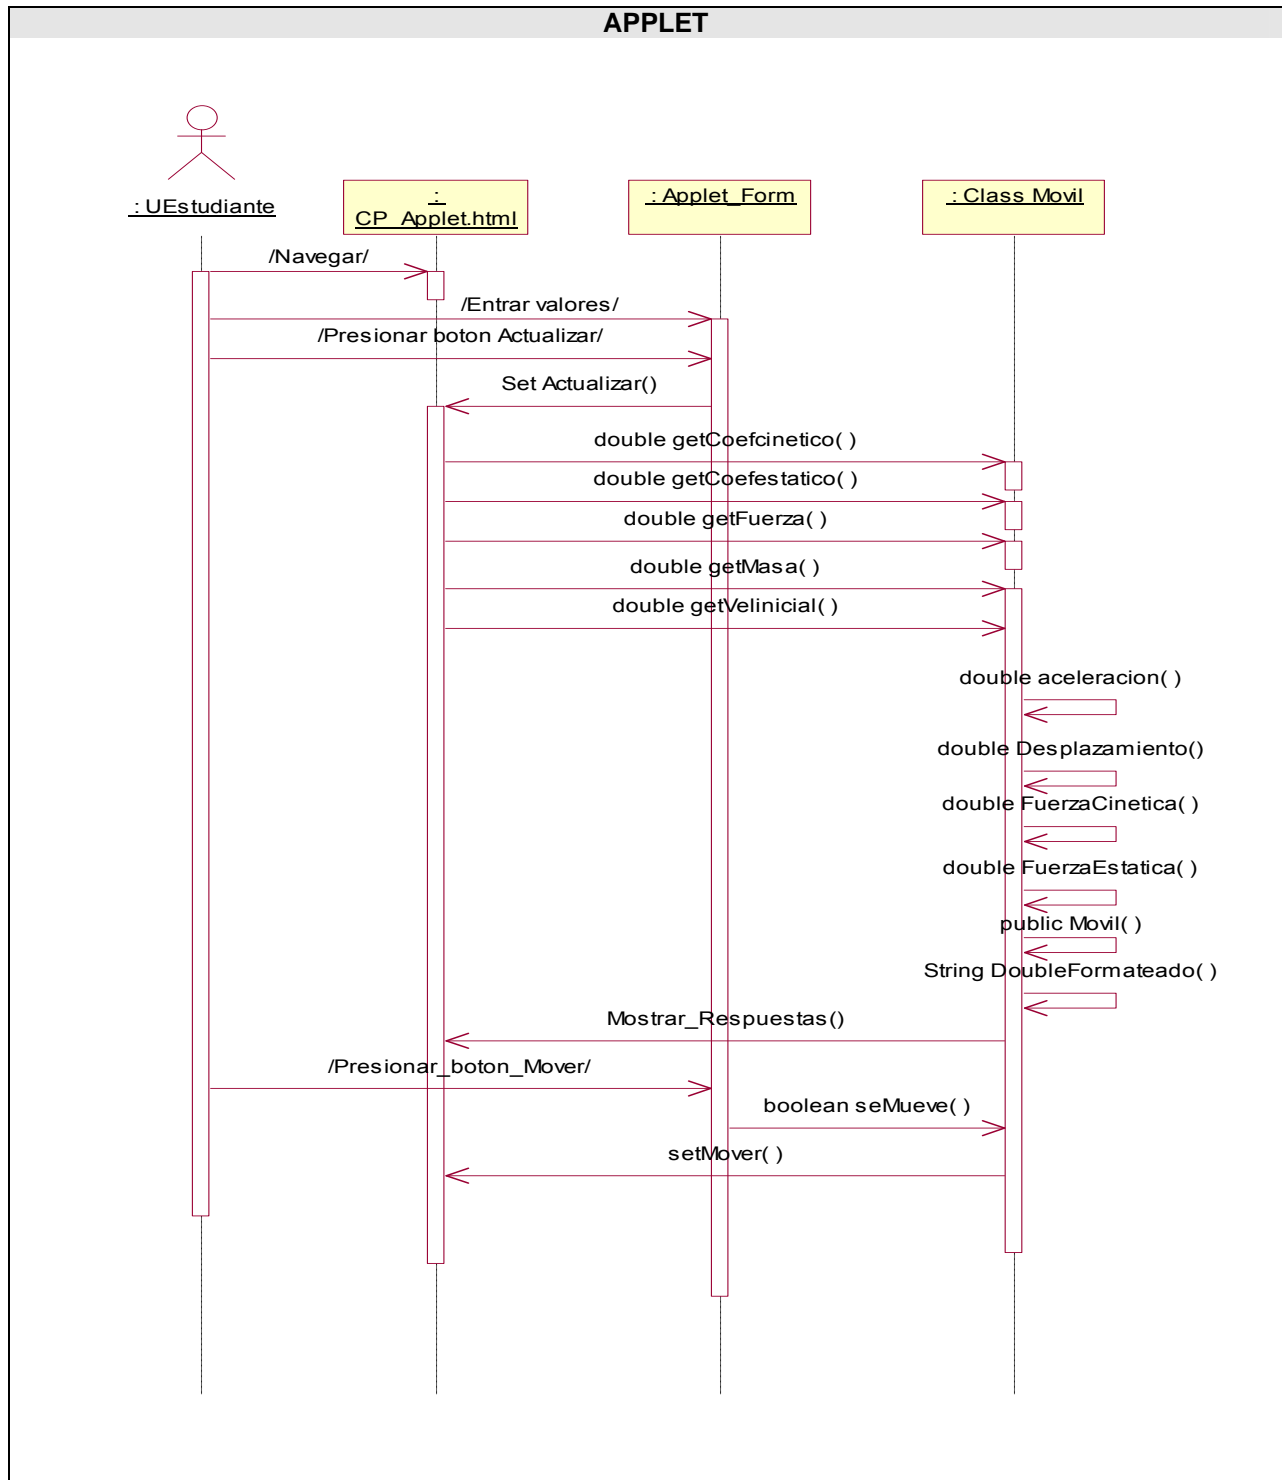 APPLET
: UEstudiante
:
CP_Applet.html
: Applet_Form
: Class Movil
/Navegar/
/Entrar valores/
/Presionar boton Actualizar/
Set Actualizar()
double getCoefcinetico( )
double getCoefestatico( )
double getFuerza( )
double getMasa( )
double getVelinicial( )
double aceleracion( )
double Desplazamiento()
double FuerzaCinetica( )
double FuerzaEstatica( )
public Movil( )
String DoubleFormateado( )
Mostrar_Respuestas()
/Presionar_boton_Mover/
boolean seMueve( )
setMover( )